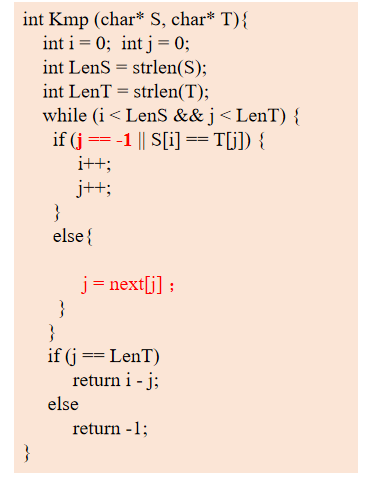 int Kmp (char* S, char* T){
int i = 0; int j = 0;
int LenS = strlen(S);
int LenT = strlen(T);
while (i < LenS && j < LenT) {
if (j == -1 || S[i] == T[j]) {
i++;
j++;
}
else{
j = next[j] ；
}
}
if (j == LenT)
return i - j;
else
return -1;
}